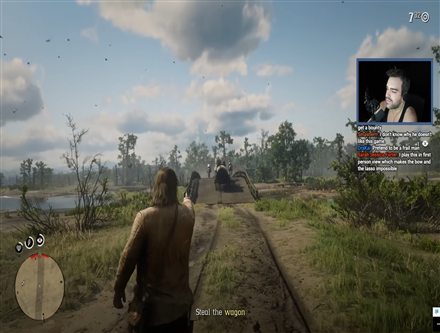 get a bounty
I don't know why he doesn't
like this game
Pretend to be a frail man
I play this in first
person view which makes the bow and
the lasso impossible
Steal the wagon